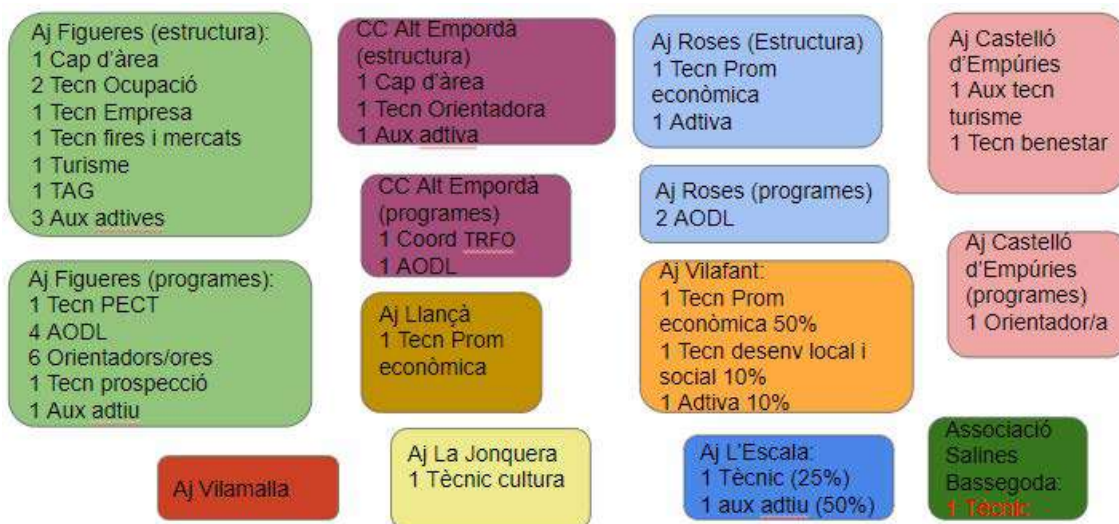 Aj Figueres (estructura):
1 Cap d'àrea
2 Tecn Ocupació
1 Tecn Empresa
1 Tecn fires i mercats
1 Turisme
1 TAG
3 Aux adtives
CC Alt Empordà
(estructura)
1 Cap d'àrea
1 Tecn Orientadora
1 Aux adtiva
Aj Roses (Estructura)
1 Tecn Prom
econòmica
1 Adtiva
Aj Castelló
d'Empúries
1 Aux tecn
turisme
1 Tecn benestar
CC Alt Empordà
(programes)
1 Coord TRFO
1 AODL
Aj Roses (programes)
2 AODL
Aj Castelló
d'Empúries
(programes)
1 Orientador/a
Aj Figueres (programes):
1 Tecn PECT
4 AODL
6 Orientadors/ores
1 Tecn prospecció
1 Aux adtiu
Aj Llançà
1 Tecn Prom
econòmica
Aj Vilafant:
1 Tecn Prom
econòmica 50%
1 Tecn desenv local i
social 10%
1 Adtiva 10%
Aj Vilamalla
Aj La Jonquera
1 Tècnic cultura
Aj L'Escala:
1 Tècnic (25%)
1 aux adtiu (50%)
Associació
Salines
Bassegoda:
1 Tècnic